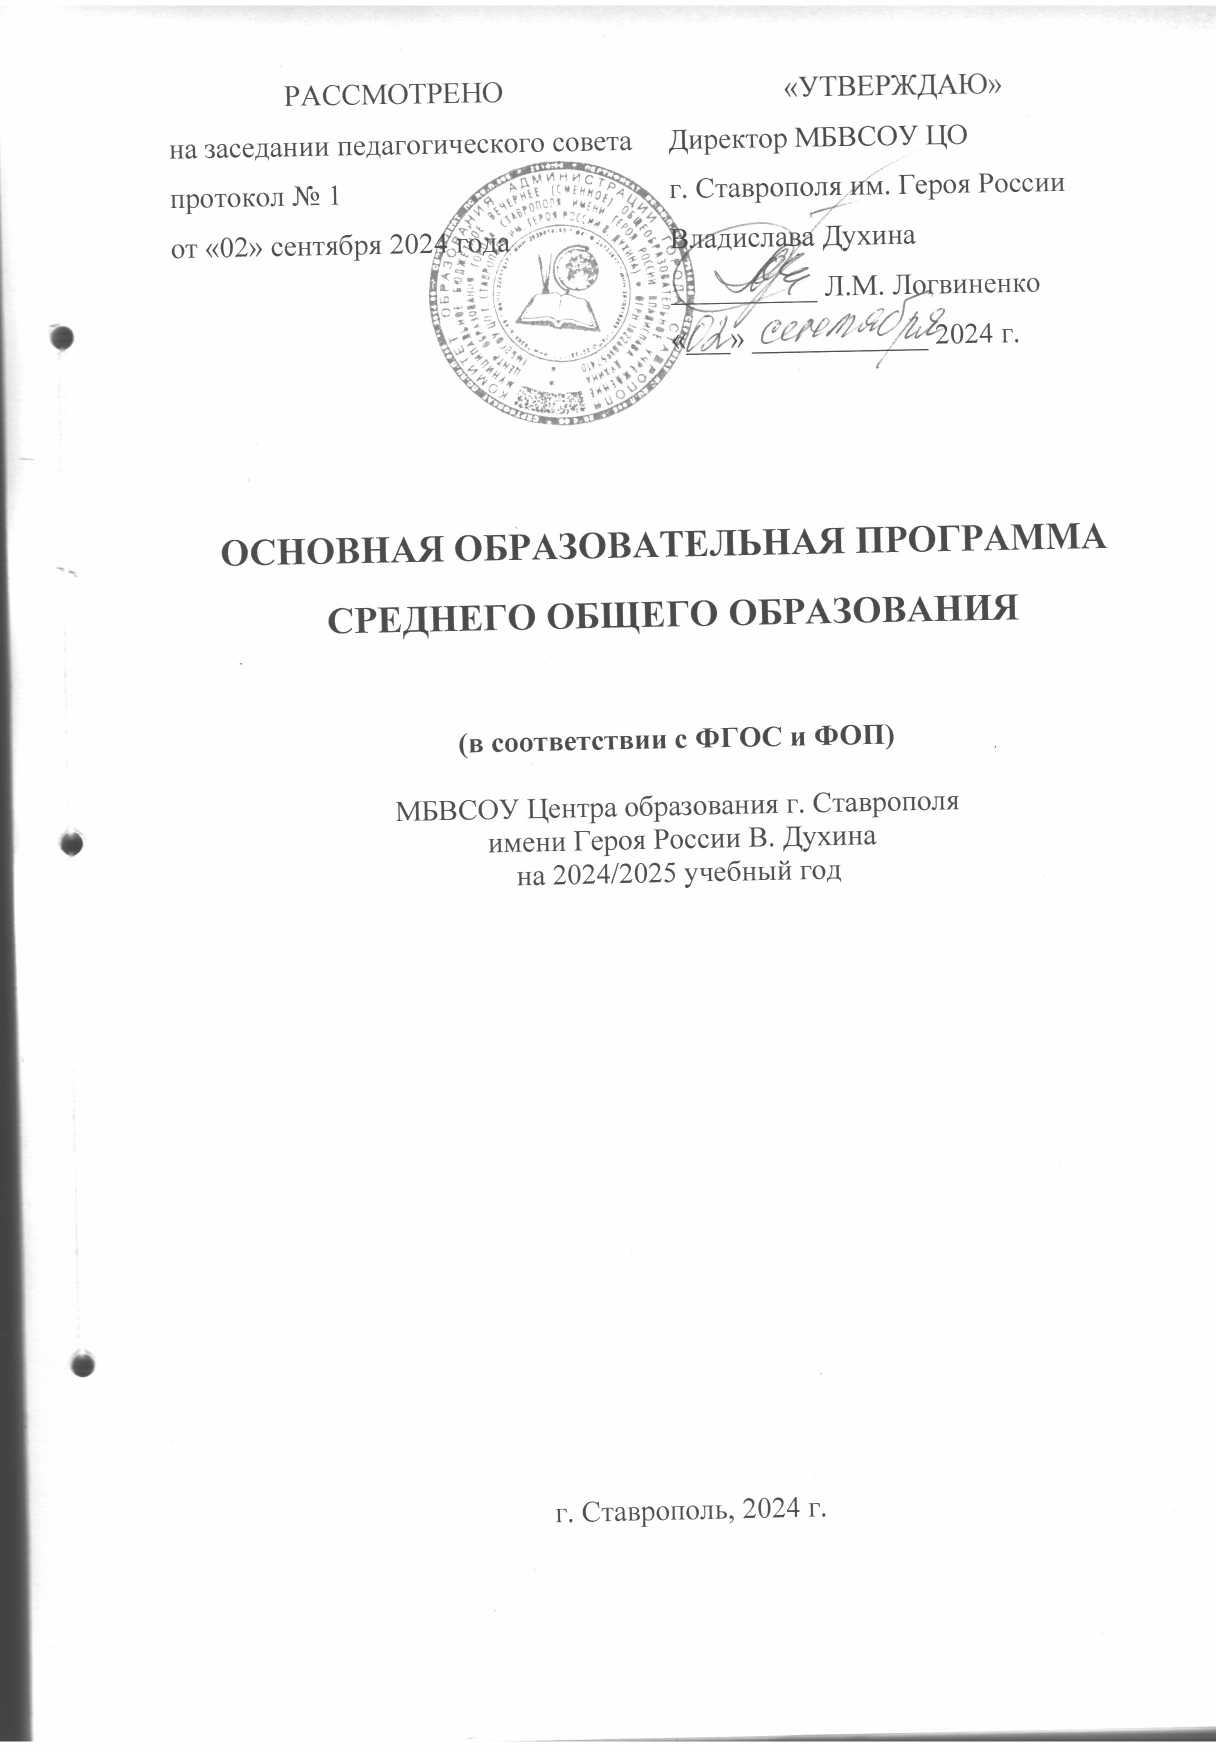 РАССМОТРЕНО
на заседании педагогического совета
протокол № 1
от «02» сентября 2024 года
«УТВЕРЖДАЮ»
Директор МБВСОУ ЦО
г. Ставрополя им. Героя России
Владислава Духина
____________ Л.М. Логвиненко
«02» сентября 2024 г.
ОСНОВНАЯ ОБРАЗОВАТЕЛЬНАЯ ПРОГРАММА
СРЕДНЕГО ОБЩЕГО ОБРАЗОВАНИЯ
(в соответствии с ФГОС и ФОП)
МБВСОУ Центра образования г. Ставрополя
имени Героя России В. Духина
на 2024/2025 учебный год
г. Ставрополь, 2024 г.